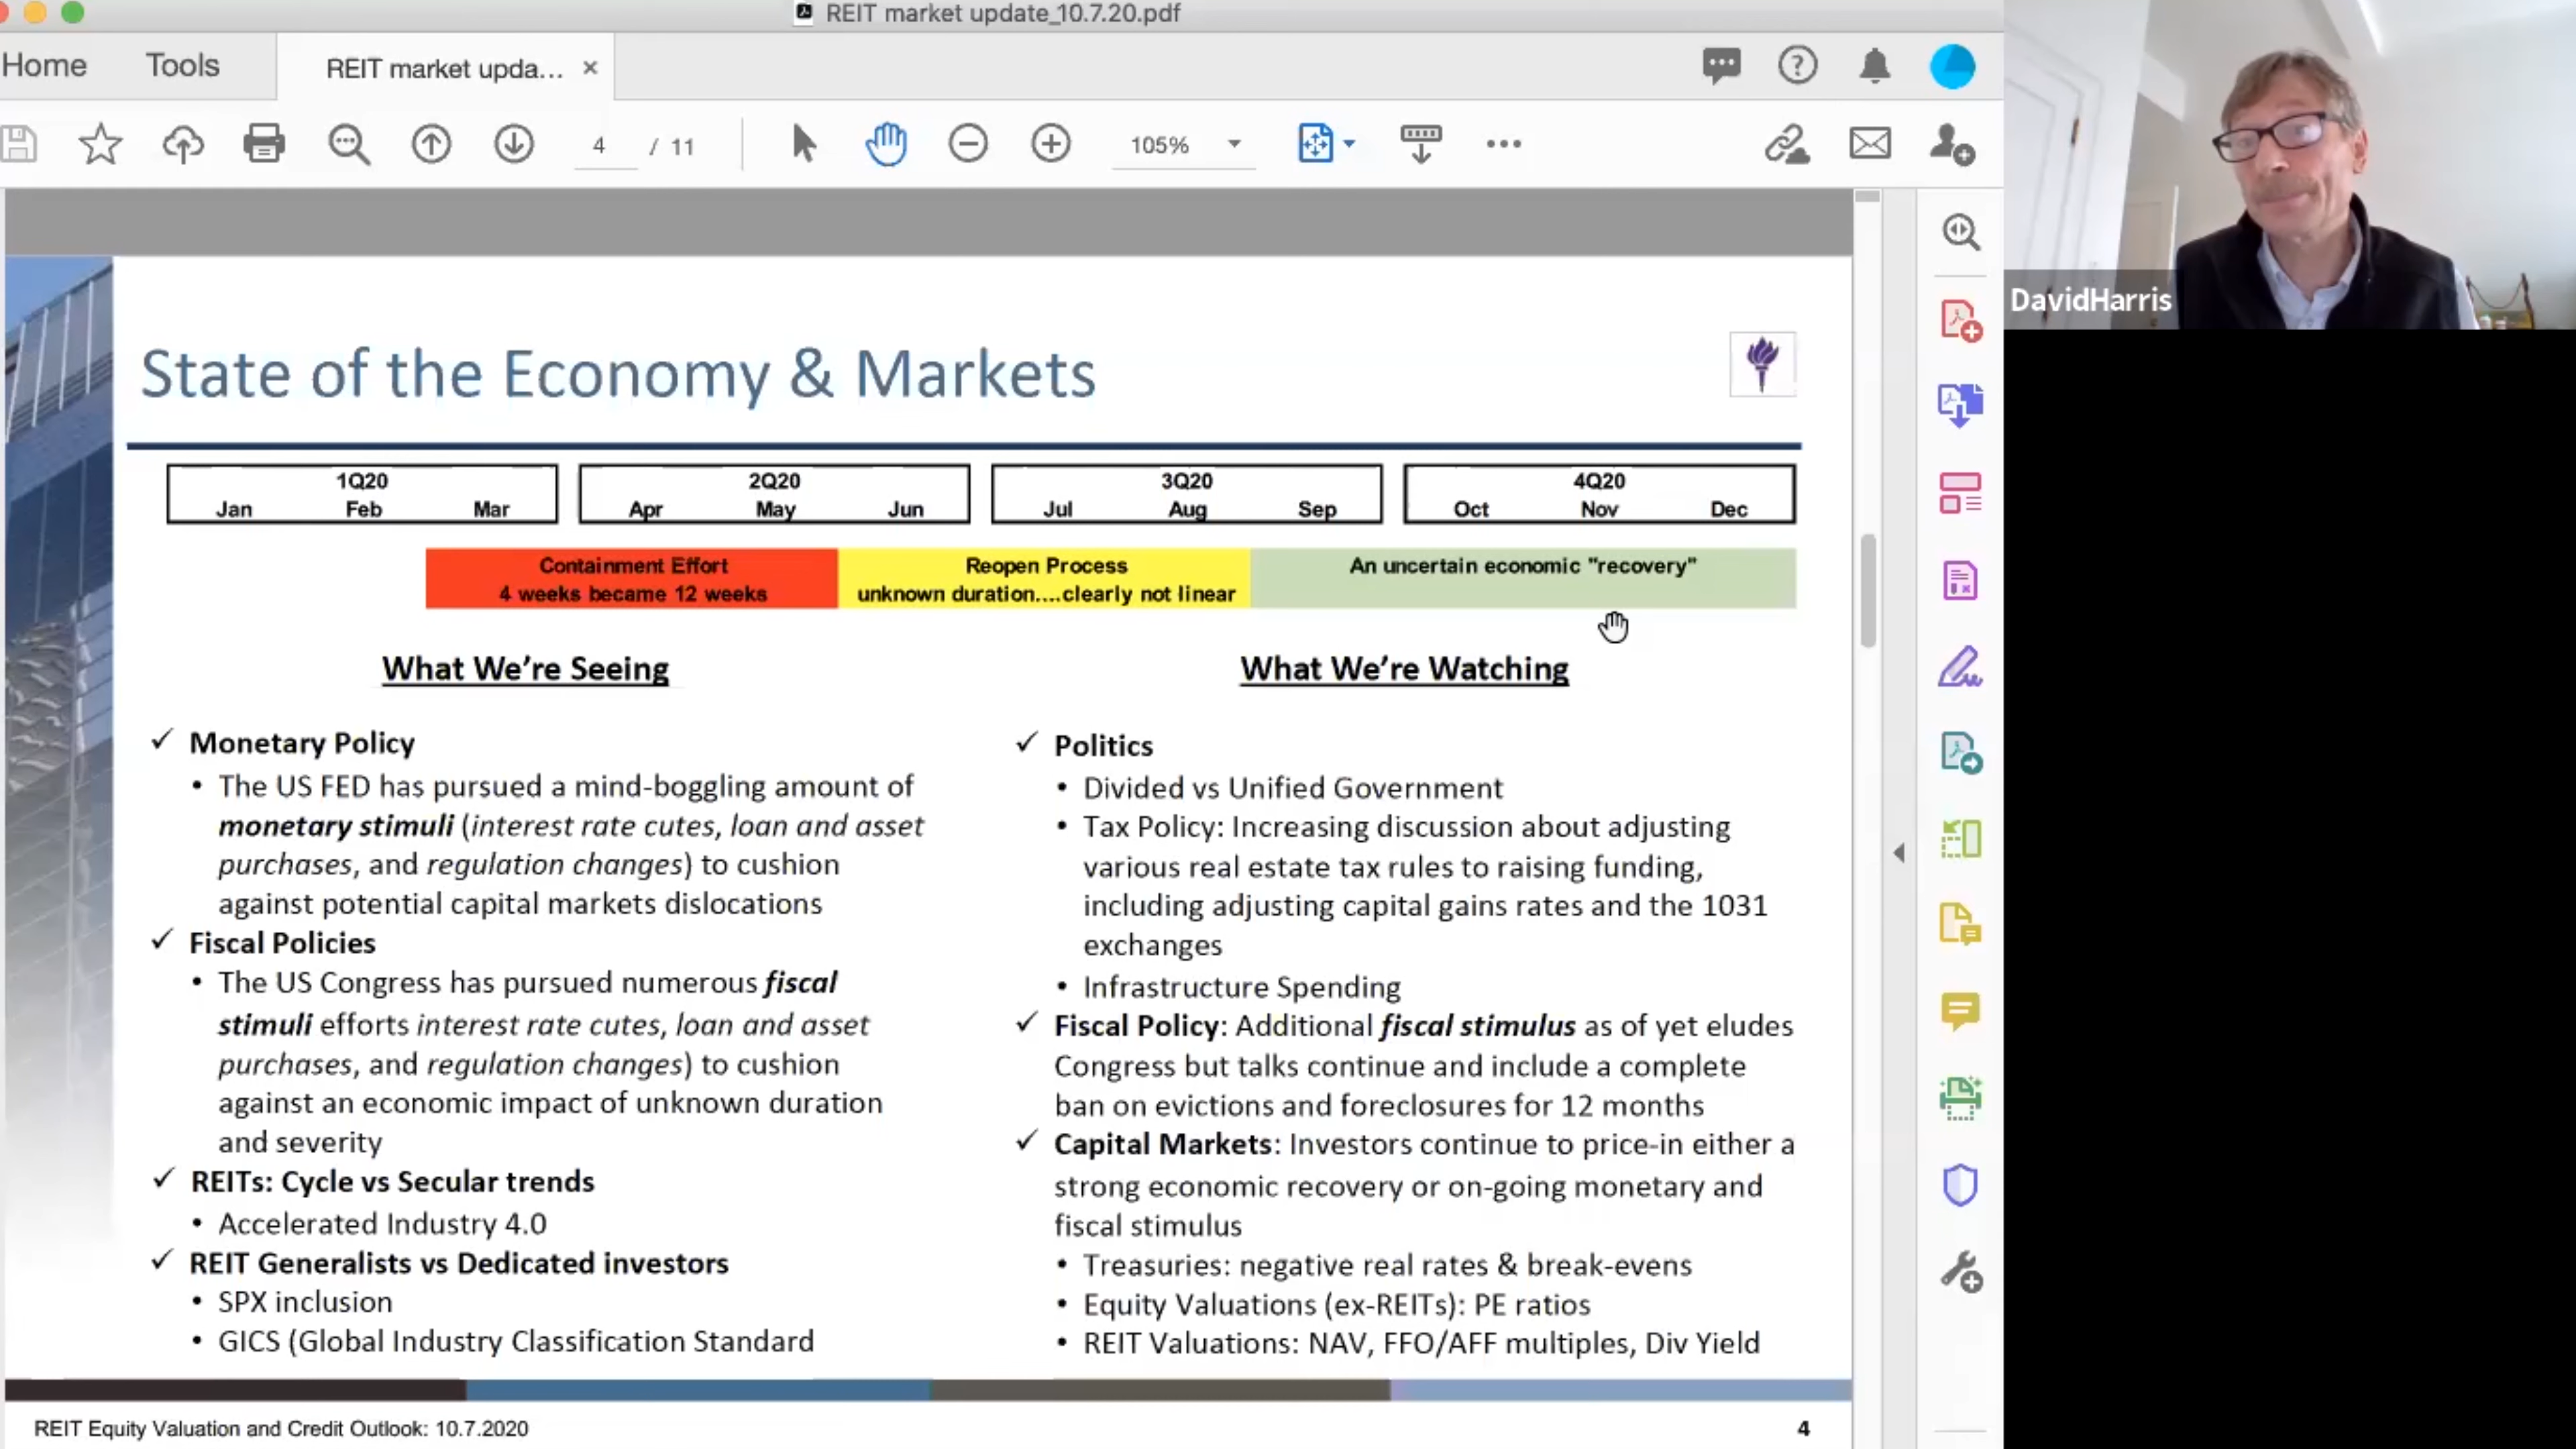 REIT market update_10.7.20.pdf
Home
Tools
REIT market upda...
4 / 11
105%
DavidHarris
State of the Economy & Markets
1Q20
Jan Feb Mar
2Q20
Apr May Jun
3Q20
Jul Aug Sep
4Q20
Oct Nov Dec
Containment Effort
4 weeks became 12 weeks
Reopen Process
unknown duration....clearly not linear
An uncertain economic "recovery"
What We're Seeing
✓ Monetary Policy
• The US FED has pursued a mind-boggling amount of
monetary stimuli (interest rate cutes, loan and asset
purchases, and regulation changes) to cushion
against potential capital markets dislocations
✓ Fiscal Policies
• The US Congress has pursued numerous fiscal
stimuli efforts interest rate cutes, loan and asset
purchases, and regulation changes) to cushion
against an economic impact of unknown duration
and severity
✓ REITs: Cycle vs Secular trends
• Accelerated Industry 4.0
✓ REIT Generalists vs Dedicated investors
• SPX inclusion
• GICS (Global Industry Classification Standard
What We're Watching
✓ Politics
• Divided vs Unified Government
• Tax Policy: Increasing discussion about adjusting
various real estate tax rules to raising funding,
including adjusting capital gains rates and the 1031
exchanges
• Infrastructure Spending
✓ Fiscal Policy: Additional fiscal stimulus as of yet eludes
Congress but talks continue and include a complete
ban on evictions and foreclosures for 12 months
✓ Capital Markets: Investors continue to price-in either a
strong economic recovery or on-going monetary and
fiscal stimulus
• Treasuries: negative real rates & break-evens
• Equity Valuations (ex-REITs): PE ratios
• REIT Valuations: NAV, FFO/AFF multiples, Div Yield
REIT Equity Valuation and Credit Outlook: 10.7.2020
4